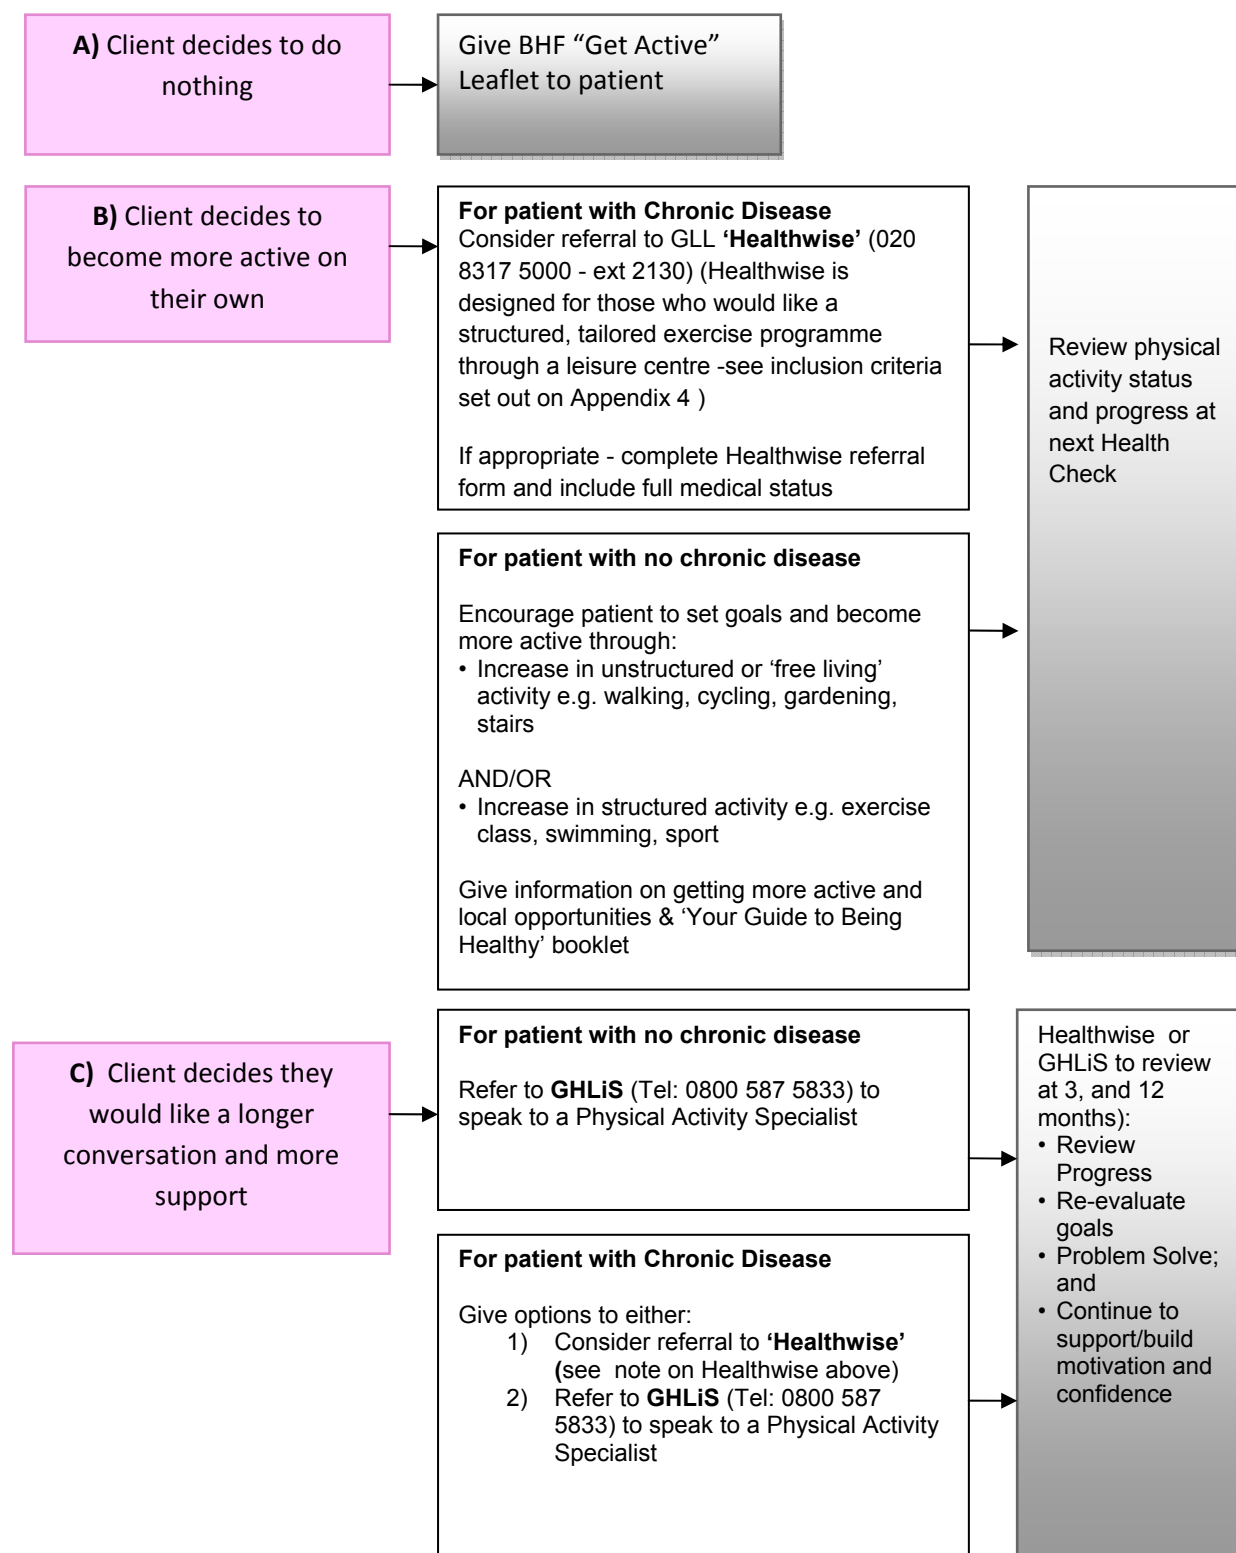 A) Client decides to do
nothing
Give BHF “Get Active”
Leaflet to patient
B) Client decides to
become more active on
their own
For patient with Chronic Disease
Consider referral to GLL ‘Healthwise’ (020
8317 5000 - ext 2130) (Healthwise is
designed for those who would like a
structured, tailored exercise programme
through a leisure centre -see inclusion criteria
set out on Appendix 4 )
If appropriate - complete Healthwise referral
form and include full medical status
For patient with no chronic disease
Encourage patient to set goals and become
more active through:
• Increase in unstructured or ‘free living’
activity e.g. walking, cycling, gardening,
stairs
AND/OR
• Increase in structured activity e.g. exercise
class, swimming, sport
Give information on getting more active and
local opportunities & ‘Your Guide to Being
Healthy’ booklet
Review physical
activity status
and progress at
next Health
Check
C) Client decides they
would like a longer
conversation and more
support
For patient with no chronic disease
Refer to GHLiS (Tel: 0800 587 5833) to
speak to a Physical Activity Specialist
For patient with Chronic Disease
Give options to either:
1) Consider referral to ‘Healthwise’
(see note on Healthwise above)
2) Refer to GHLiS (Tel: 0800 587
5833) to speak to a Physical Activity
Specialist
Healthwise or
GHLiS to review
at 3, and 12
months):
• Review
Progress
• Re-evaluate
goals
• Problem Solve;
and
• Continue to
support/build
motivation and
confidence